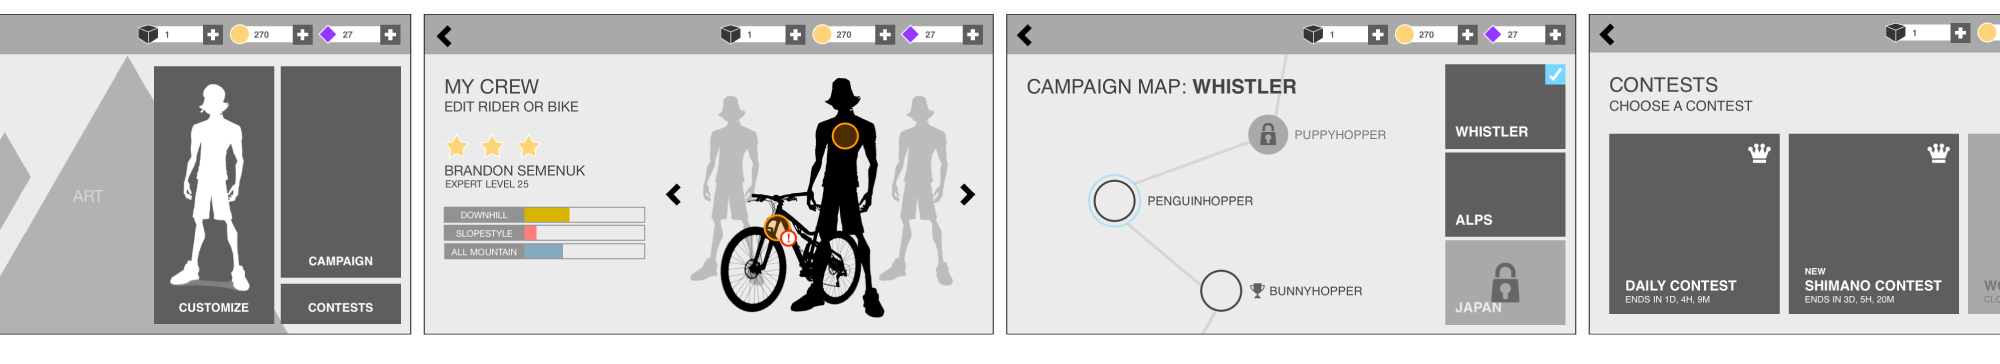 1 270 27
ART
CUSTOMIZE
CAMPAIGN
CONTESTS
1 270 27
MY CREW
EDIT RIDER OR BIKE
BRANDON SEMENUK
EXPERT LEVEL 25
DOWNHILL
SLOPESTYLE
ALL MOUNTAIN
!
1 270 27
CAMPAIGN MAP: WHISTLER
PUPPYHOPPER
PENGUINHOPPER
BUNNYHOPPER
WHISTLER
ALPS
JAPAN
1
CONTESTS
CHOOSE A CONTEST
DAILY CONTEST
ENDS IN 1D, 4H, 9M
NEW
SHIMANO CONTEST
ENDS IN 3D, 5H, 20M